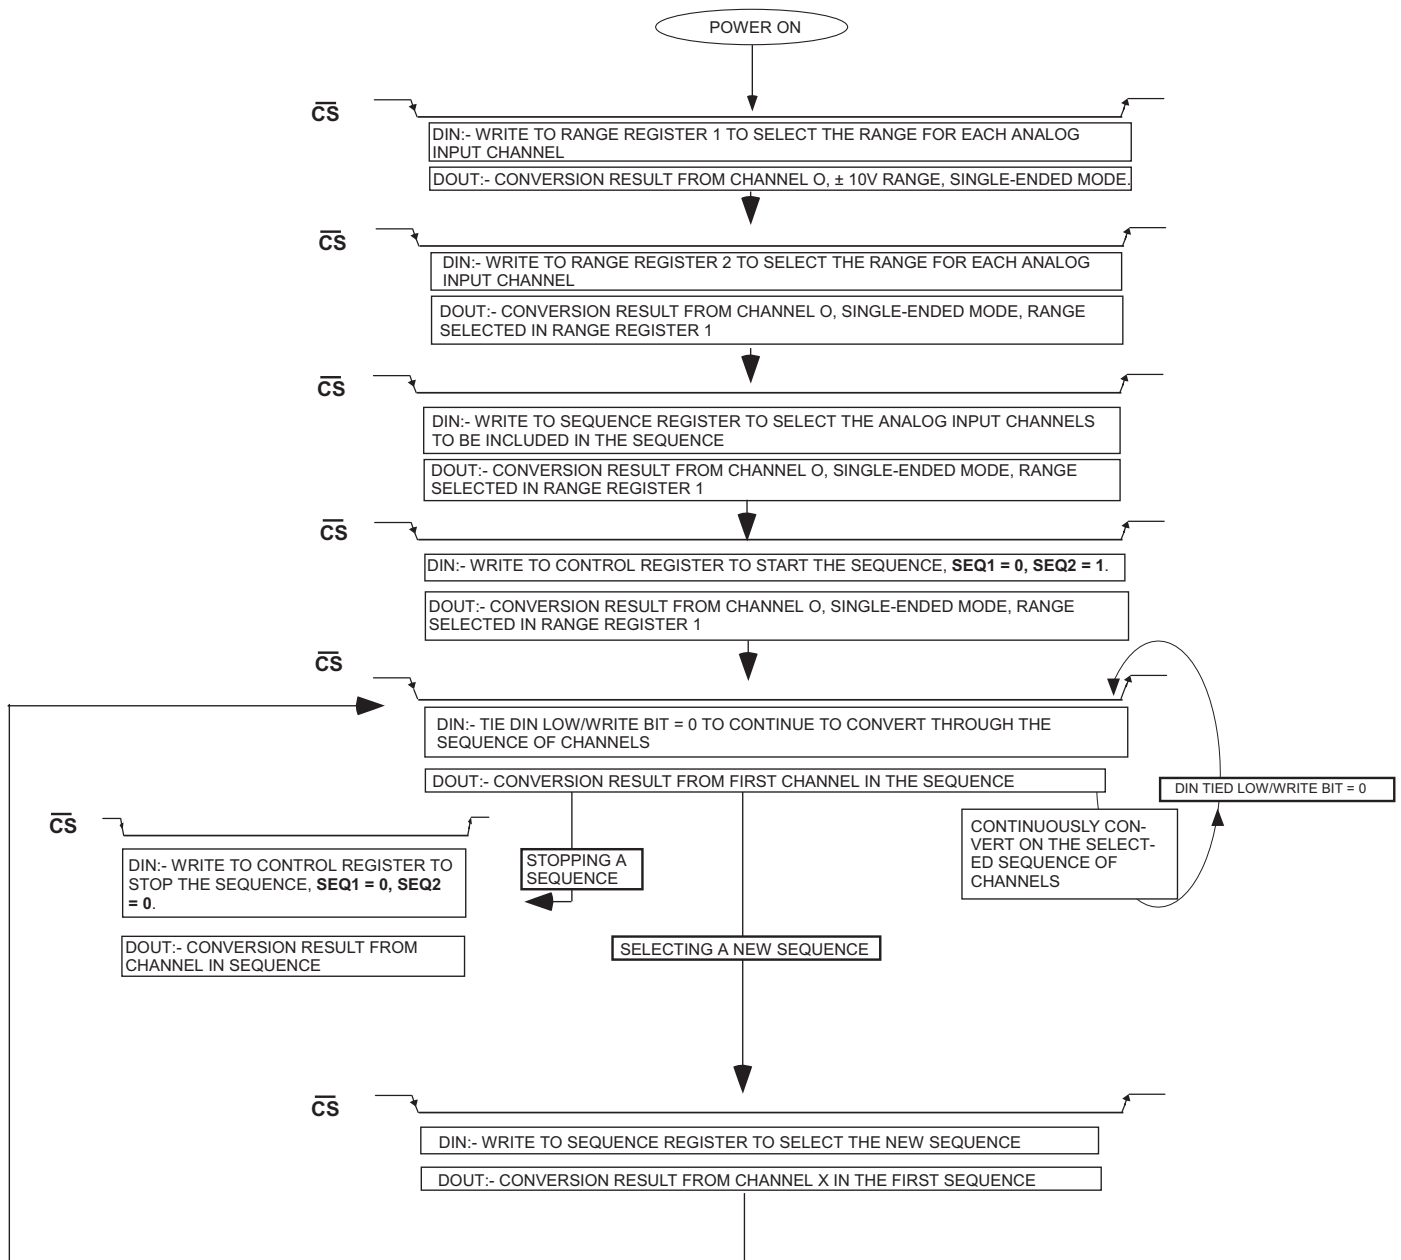 POWER ON
CS
DIN:- WRITE TO RANGE REGISTER 1 TO SELECT THE RANGE FOR EACH ANALOG
INPUT CHANNEL
DOUT:- CONVERSION RESULT FROM CHANNEL O, ± 10V RANGE, SINGLE-ENDED MODE.
CS
DIN:- WRITE TO RANGE REGISTER 2 TO SELECT THE RANGE FOR EACH ANALOG
INPUT CHANNEL
DOUT:- CONVERSION RESULT FROM CHANNEL O, SINGLE-ENDED MODE, RANGE
SELECTED IN RANGE REGISTER 1
CS
DIN:- WRITE TO SEQUENCE REGISTER TO SELECT THE ANALOG INPUT CHANNELS
TO BE INCLUDED IN THE SEQUENCE
DOUT:- CONVERSION RESULT FROM CHANNEL O, SINGLE-ENDED MODE, RANGE
SELECTED IN RANGE REGISTER 1
CS
DIN:- WRITE TO CONTROL REGISTER TO START THE SEQUENCE, SEQ1 = 0, SEQ2 = 1.
DOUT:- CONVERSION RESULT FROM CHANNEL O, SINGLE-ENDED MODE, RANGE
SELECTED IN RANGE REGISTER 1
CS
DIN:- TIE DIN LOW/WRITE BIT = 0 TO CONTINUE TO CONVERT THROUGH THE
SEQUENCE OF CHANNELS
DOUT:- CONVERSION RESULT FROM FIRST CHANNEL IN THE SEQUENCE
DIN TIED LOW/WRITE BIT = 0
CONTINUOUSLY CON-
VERT ON THE SELECT-
ED SEQUENCE OF
CHANNELS
STOPPING A
SEQUENCE
CS
DIN:- WRITE TO CONTROL REGISTER TO
STOP THE SEQUENCE, SEQ1 = 0, SEQ2
= 0.
DOUT:- CONVERSION RESULT FROM
CHANNEL IN SEQUENCE
SELECTING A NEW SEQUENCE
CS
DIN:- WRITE TO SEQUENCE REGISTER TO SELECT THE NEW SEQUENCE
DOUT:- CONVERSION RESULT FROM CHANNEL X IN THE FIRST SEQUENCE